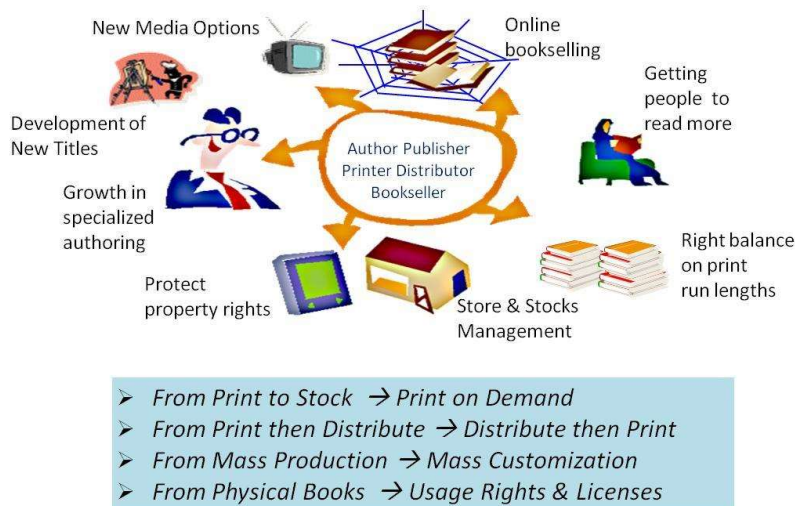 New Media Options
Online
bookselling
Getting
people to
read more
Development of
New Titles
Author Publisher
Printer Distributor
Bookseller
Growth in
specialized
authoring
Right balance
on print
run lengths
Protect
property rights
Store & Stocks
Management
➢ From Print to Stock → Print on Demand
➢ From Print then Distribute → Distribute then Print
➢ From Mass Production → Mass Customization
➢ From Physical Books → Usage Rights & Licenses